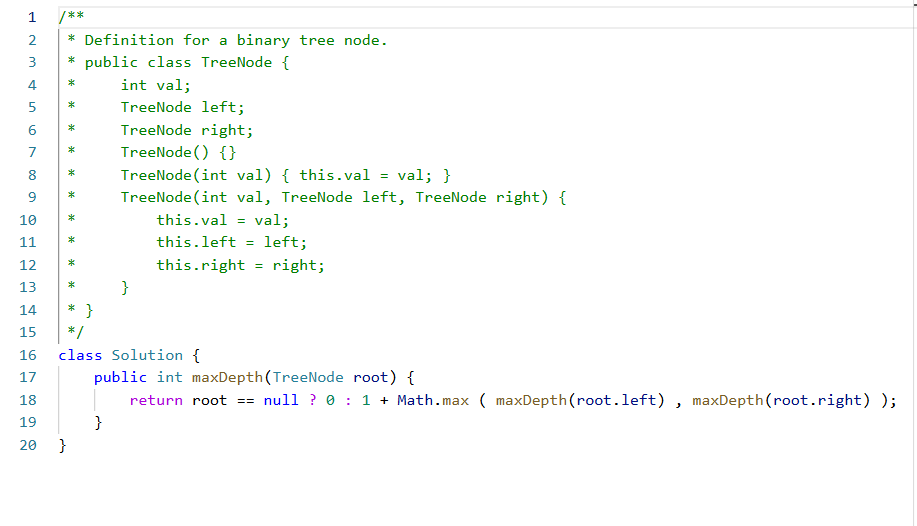 1 /**
2  * Definition for a binary tree node.
3  * public class TreeNode {
4  *     int val;
5  *     TreeNode left;
6  *     TreeNode right;
7  *     TreeNode() {}
8  *     TreeNode(int val) { this.val = val; }
9  *     TreeNode(int val, TreeNode left, TreeNode right) {
10  *         this.val = val;
11  *         this.left = left;
12  *         this.right = right;
13  *     }
14  * }
15  */
16 class Solution {
17     public int maxDepth(TreeNode root) {
18         return root == null ? 0 : 1 + Math.max ( maxDepth(root.left) , maxDepth(root.right) );
19     }
20 }